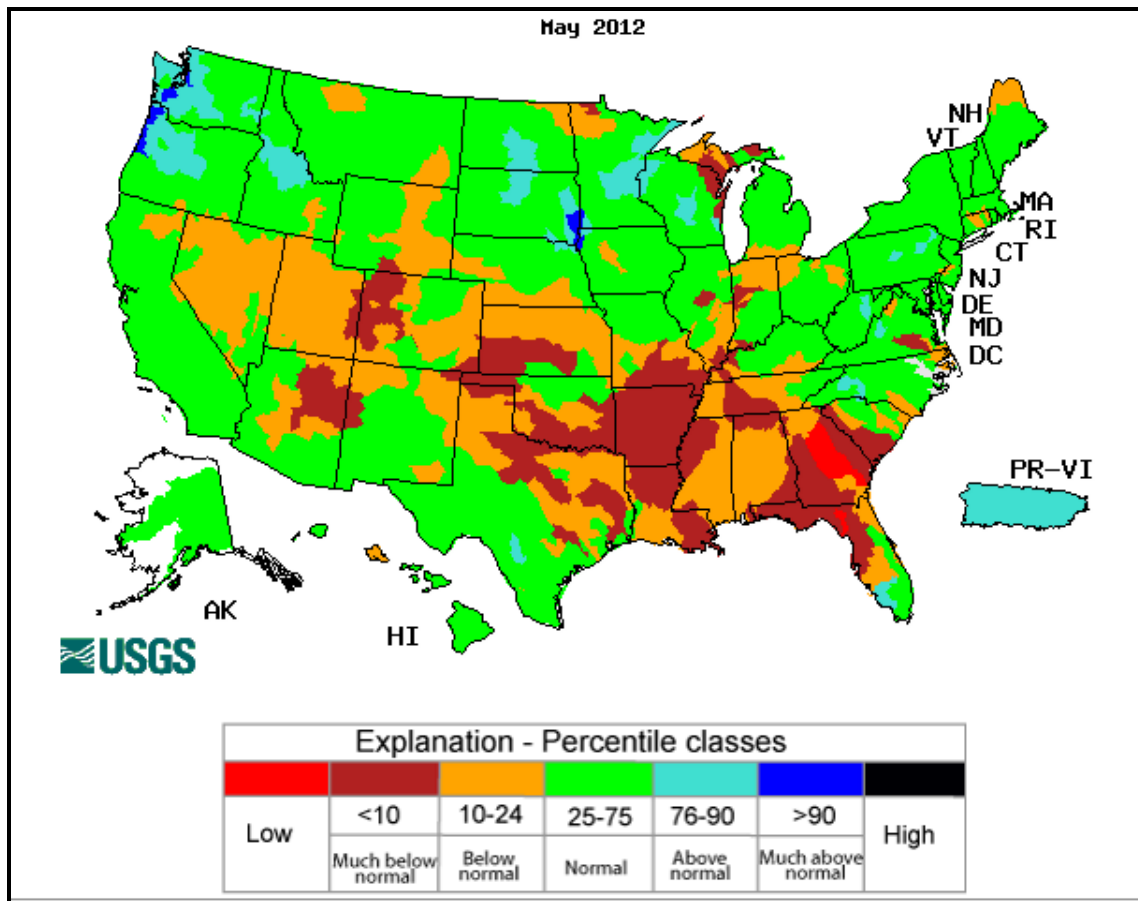 May 2012
NH
VT
MA
RI
CT
NJ
DE
MD
DC
PR-VI
AK
HI
USGS
Explanation - Percentile classes
Low
<10
10-24
25-75
76-90
>90
High
Much below
normal
Below
normal
Normal
Above
normal
Much above
normal